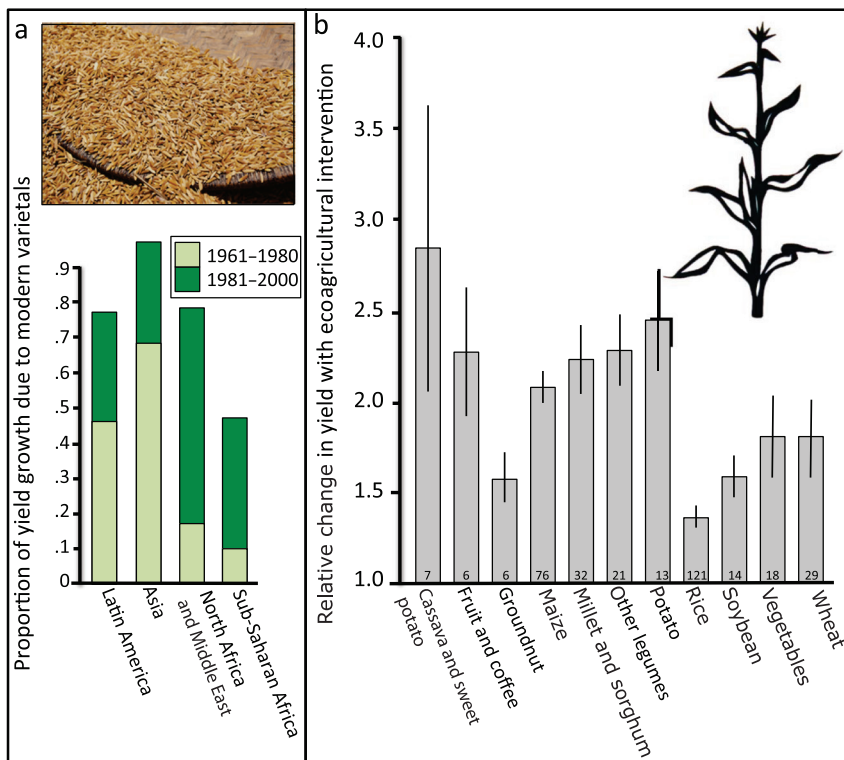 a
Proportion of yield growth due to modern varietals
1961–1980
1981–2000
.9
.8
.7
.6
.5
.4
.3
.2
.1
0
Latin America
Asia
North Africa
and Middle East
Sub-Saharan Africa
b
Relative change in yield with ecoagricultural intervention
4.0
3.5
3.0
2.5
2.0
1.5
1.0
7
6
6
76
32
21
13
121
14
18
29
Cassava and sweet
potato
Fruit and coffee
Groundnut
Maize
Millet and sorghum
Other legumes
Potato
Rice
Soybean
Vegetables
Wheat